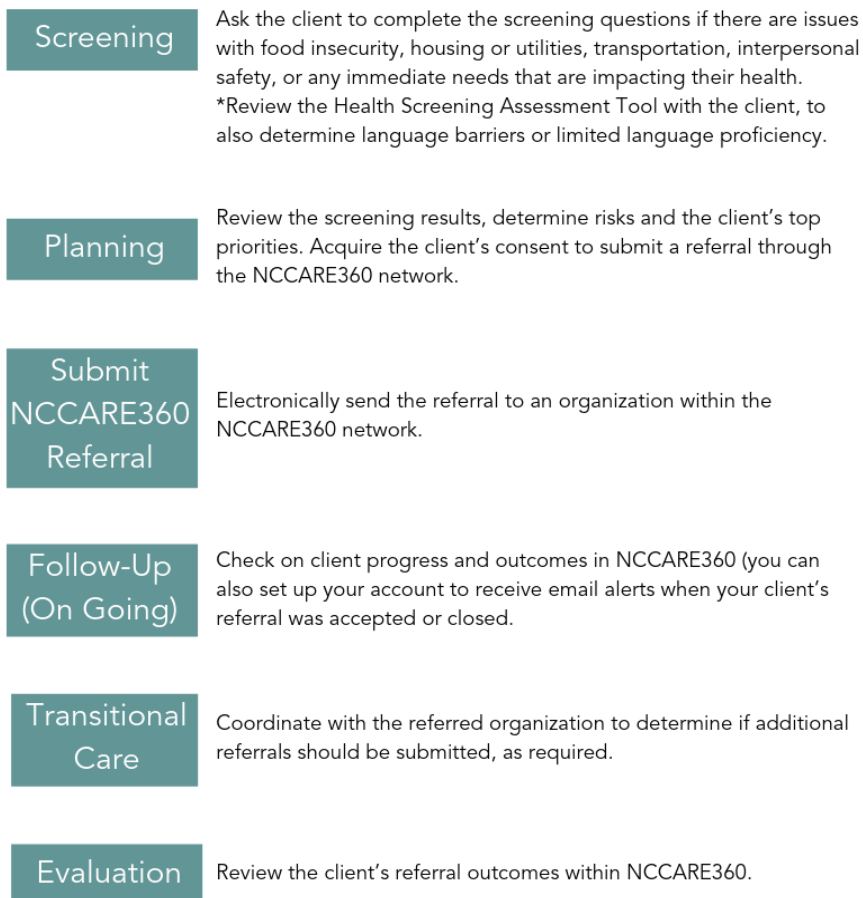 Screening
Ask the client to complete the screening questions if there are issues
with food insecurity, housing or utilities, transportation, interpersonal
safety, or any immediate needs that are impacting their health.
*Review the Health Screening Assessment Tool with the client, to
also determine language barriers or limited language proficiency.
Planning
Review the screening results, determine risks and the client's top
priorities. Acquire the client's consent to submit a referral through
the NCCARE360 network.
Submit
NCCARE360
Referral
Electronically send the referral to an organization within the
NCCARE360 network.
Follow-Up
(On Going)
Check on client progress and outcomes in NCCARE360 (you can
also set up your account to receive email alerts when your client's
referral was accepted or closed.
Transitional
Care
Coordinate with the referred organization to determine if additional
referrals should be submitted, as required.
Evaluation
Review the client's referral outcomes within NCCARE360.